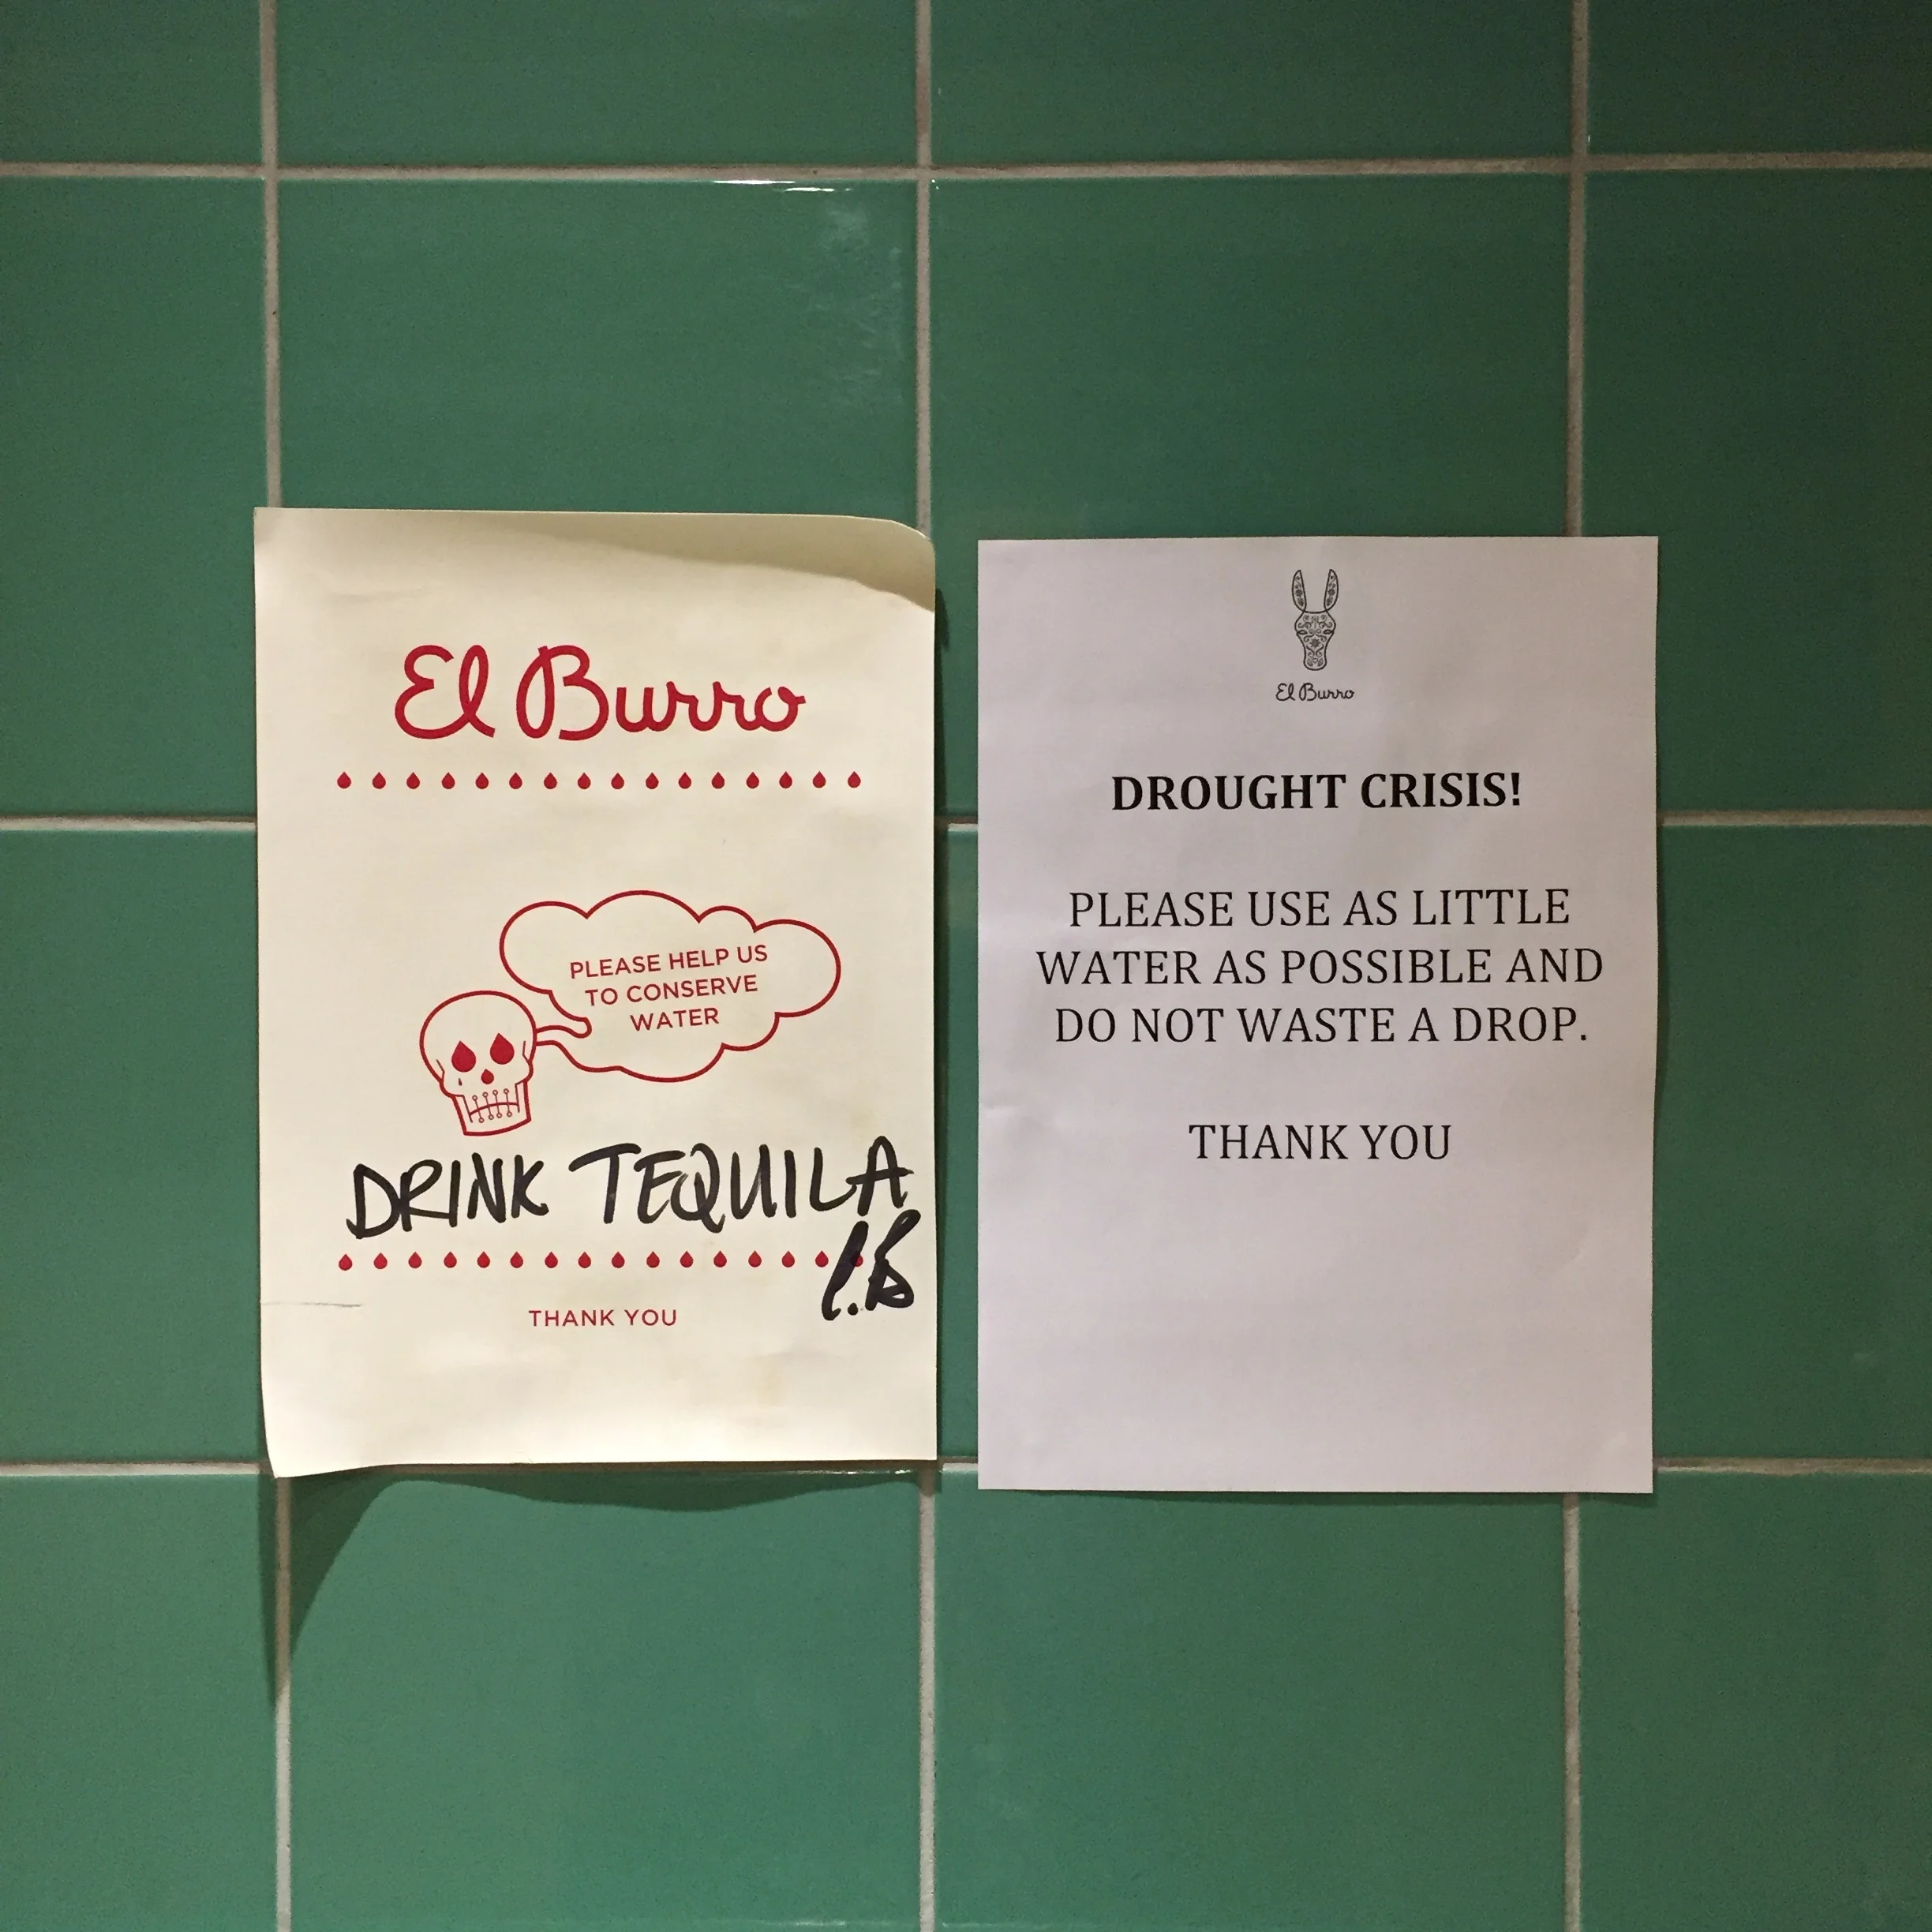 El Burro
PLEASE HELP US
TO CONSERVE
WATER
DRINK TEQUILA
THANK YOU
El Burro
DROUGHT CRISIS!
PLEASE USE AS LITTLE
WATER AS POSSIBLE AND
DO NOT WASTE A DROP.
THANK YOU